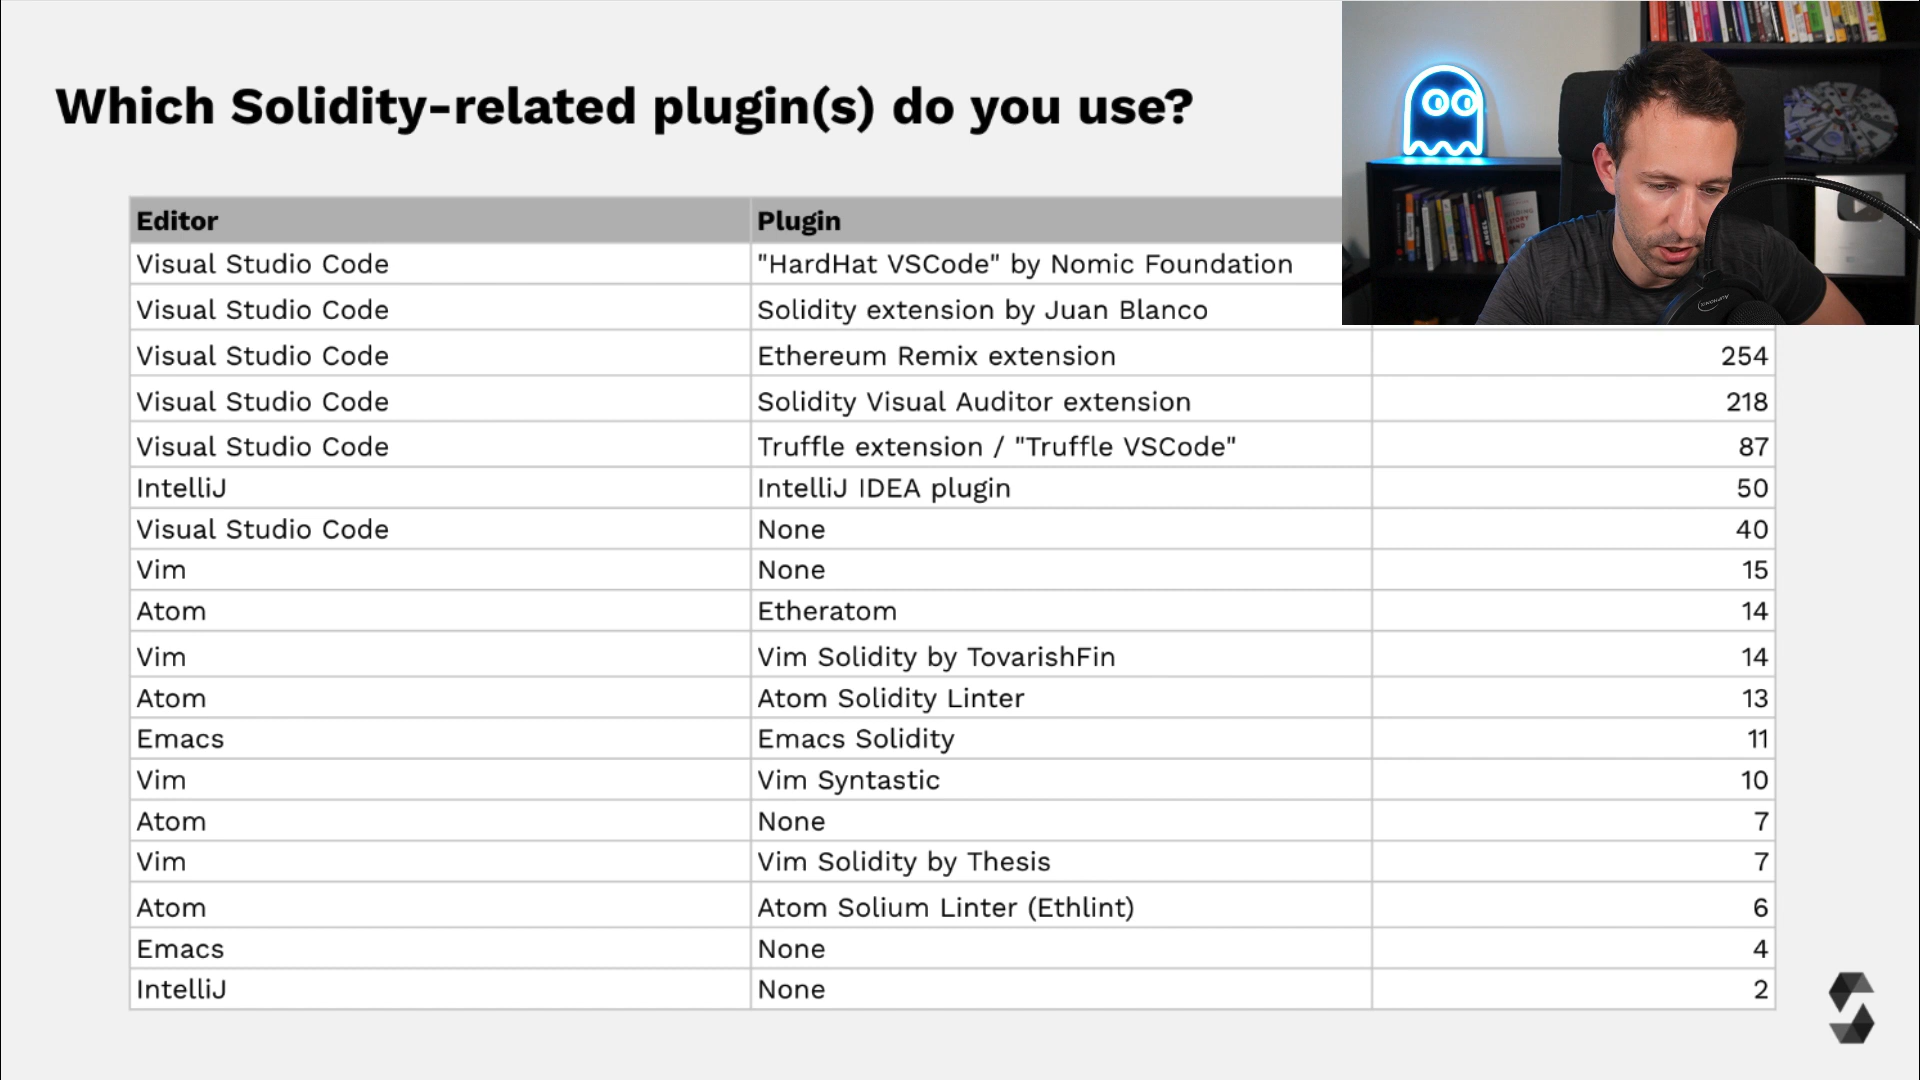 Which Solidity-related plugin(s) do you use?
Editor Plugin
Visual Studio Code "HardHat VSCode" by Nomic Foundation
Visual Studio Code Solidity extension by Juan Blanco
Visual Studio Code Ethereum Remix extension 254
Visual Studio Code Solidity Visual Auditor extension 218
Visual Studio Code Truffle extension / "Truffle VSCode" 87
IntelliJ IntelliJ IDEA plugin 50
Visual Studio Code None 40
Vim None 15
Atom Etheratom 14
Vim Vim Solidity by TovarishFin 14
Atom Atom Solidity Linter 13
Emacs Emacs Solidity 11
Vim Vim Syntastic 10
Atom None 7
Vim Vim Solidity by Thesis 7
Atom Atom Solium Linter (Ethlint) 6
Emacs None 4
IntelliJ None 2